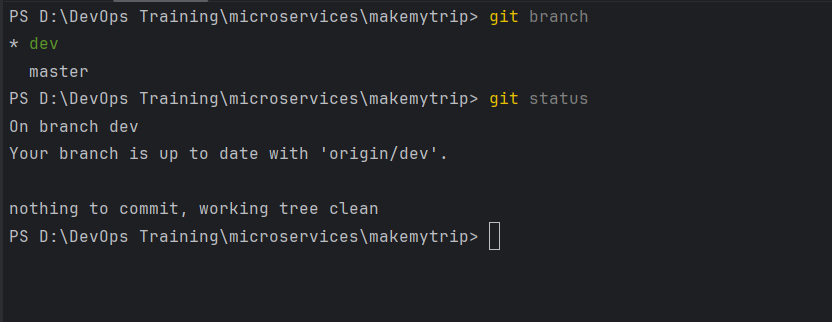 PS D:\DevOps Training\microservices\makemytrip> git branch
* dev
  master
PS D:\DevOps Training\microservices\makemytrip> git status
On branch dev
Your branch is up to date with 'origin/dev'.
nothing to commit, working tree clean
PS D:\DevOps Training\microservices\makemytrip>